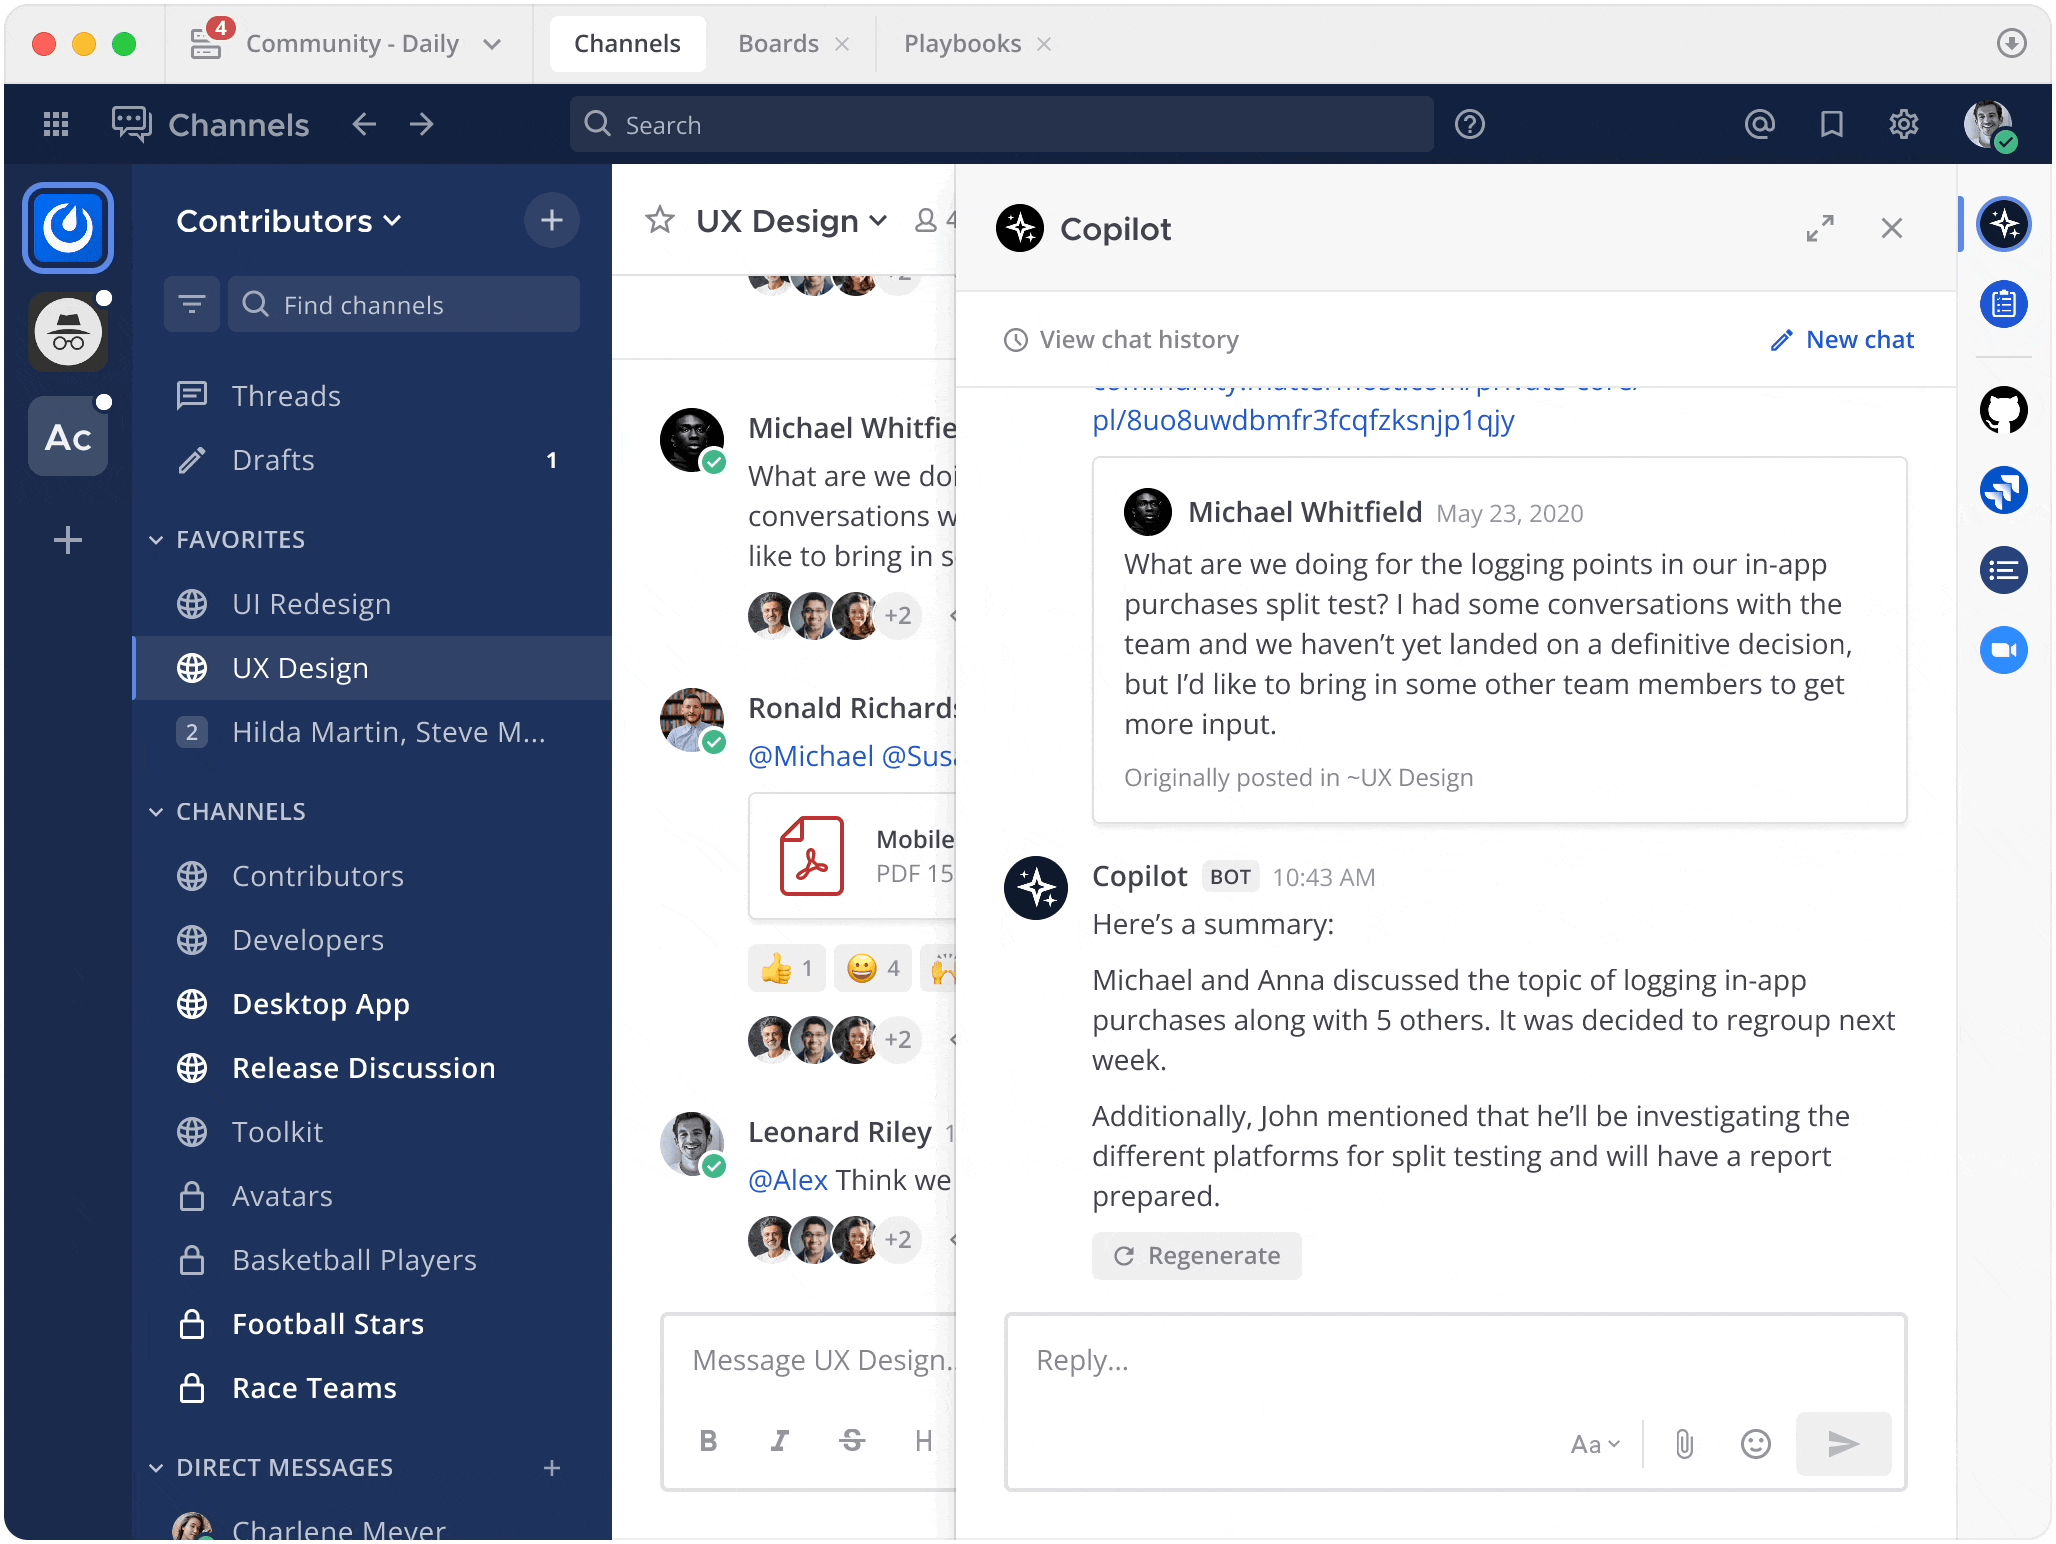 4
Community - Daily
Channels
Boards
Playbooks
Channels
Search
Contributors
Find channels
Ac
Threads
Drafts
1
FAVORITES
UI Redesign
UX Design
2
Hilda Martin, Steve M...
CHANNELS
Contributors
Developers
Desktop App
Release Discussion
Toolkit
Avatars
Basketball Players
Football Stars
Race Teams
DIRECT MESSAGES
Charlene Meyer
UX Design
4
+2
Michael Whitfie
What are we doi
conversations w
like to bring in s
+2
Ronald Richards
@Michael @Susa
Mobile
PDF 15
1
4
+2
Leonard Riley 1
@Alex Think we
+2
Message UX Design..
B I S H
Copilot
View chat history
New chat
community.mattermost.com/private-core/
pl/8uo8uwdbmfr3fcqfzksnjp1qjy
Michael Whitfield May 23, 2020
What are we doing for the logging points in our in-app
purchases split test? I had some conversations with the
team and we haven't yet landed on a definitive decision,
but I'd like to bring in some other team members to get
more input.
Originally posted in ~UX Design
Copilot BOT 10:43 AM
Here's a summary:
Michael and Anna discussed the topic of logging in-app
purchases along with 5 others. It was decided to regroup next
week.
Additionally, John mentioned that he'll be investigating the
different platforms for split testing and will have a report
prepared.
Regenerate
Reply...
Aa